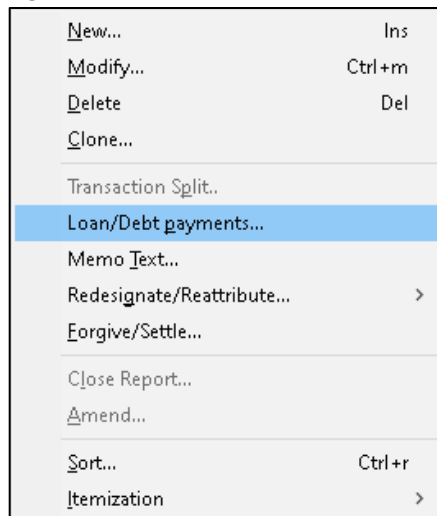 New... Ins
Modify... Ctrl+m
Delete Del
Clone...
Transaction Split..
Loan/Debt payments...
Memo Text...
Redesignate/Reattribute... >
Forgive/Settle...
Close Report...
Amend...
Sort... Ctrl+r
Itemization >